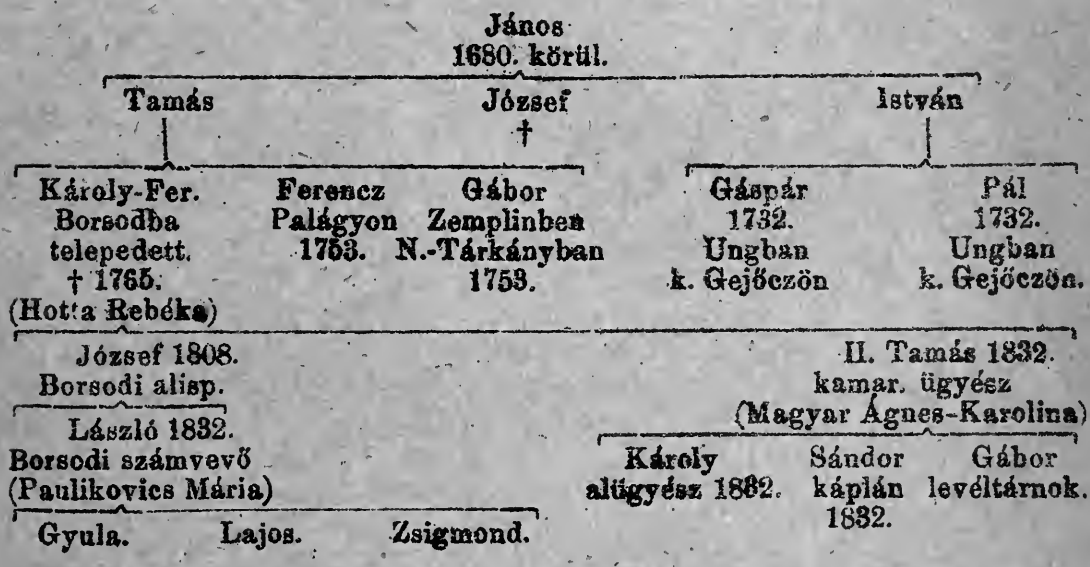 János
1680. körül.
Tamás József István
†
Károly-Fer. Ferencz Gábor Gáspár Pál
Borsodba Palágyon Zemplinben 1732. 1732.
telepedett. 1753. N.-Tárkányban Ungban Ungban
† 1765. 1753. k. Gejőczön k. Gejőczön.
(Hotta Rebéka)
József 1808. II. Tamás 1832.
Borsodi alisp. kamar. ügyész
(Magyar Ágnes-Karolina)
László 1832.
Borsodi számvevő Károly Sándor Gábor
(Paulikovics Mária) alügyész 1832. káplán levéltárnok.
1832.
Gyula. Lajos. Zsigmond.